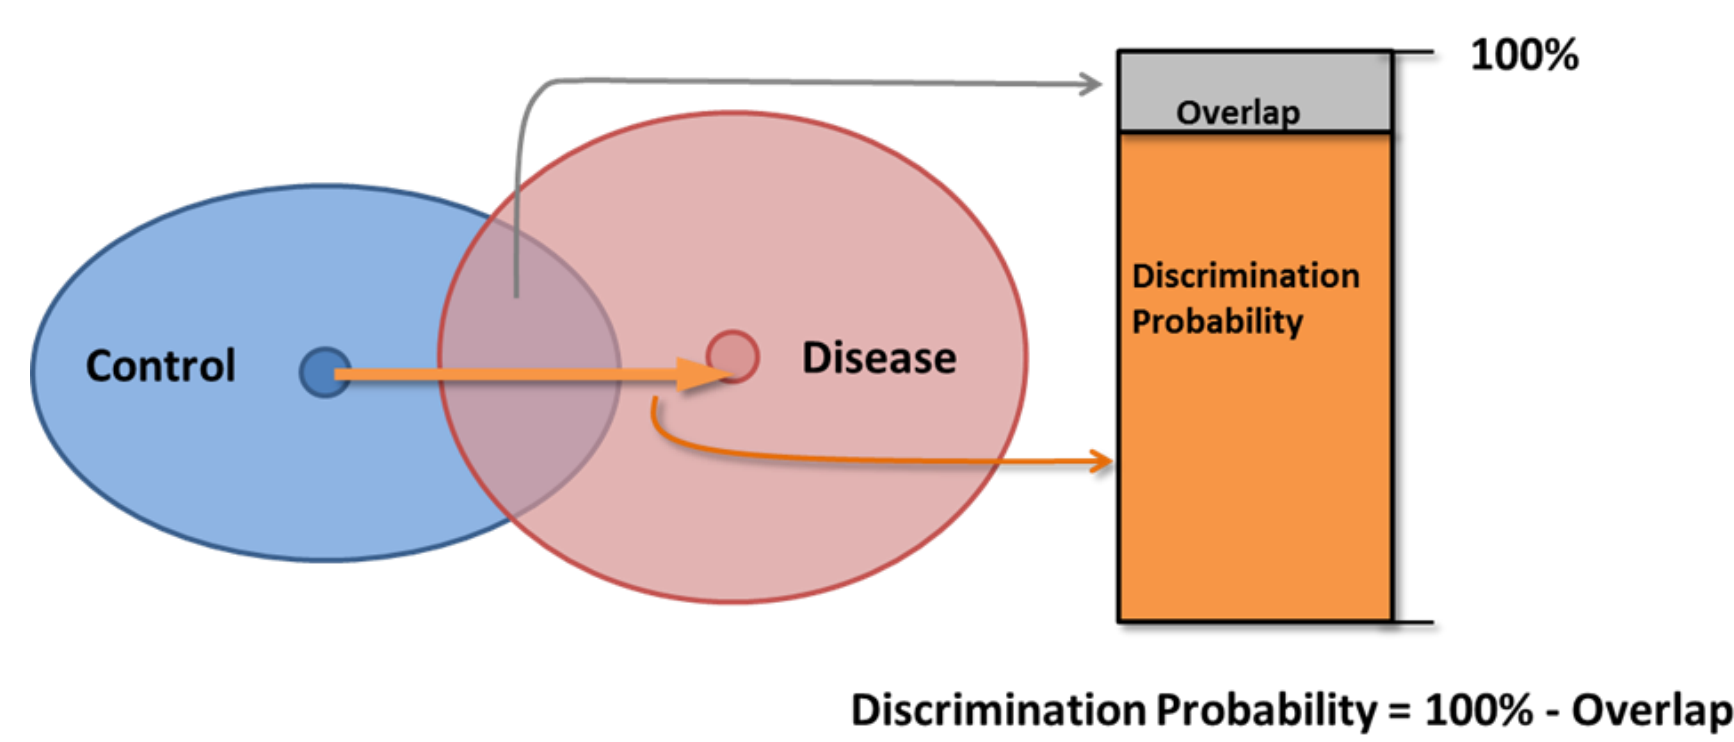 100%
Overlap
Discrimination
Probability
Control
Disease
Discrimination Probability = 100% - Overlap